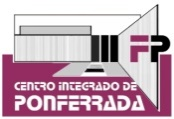 FP
CENTRO INTEGRADO DE
PONFERRADA